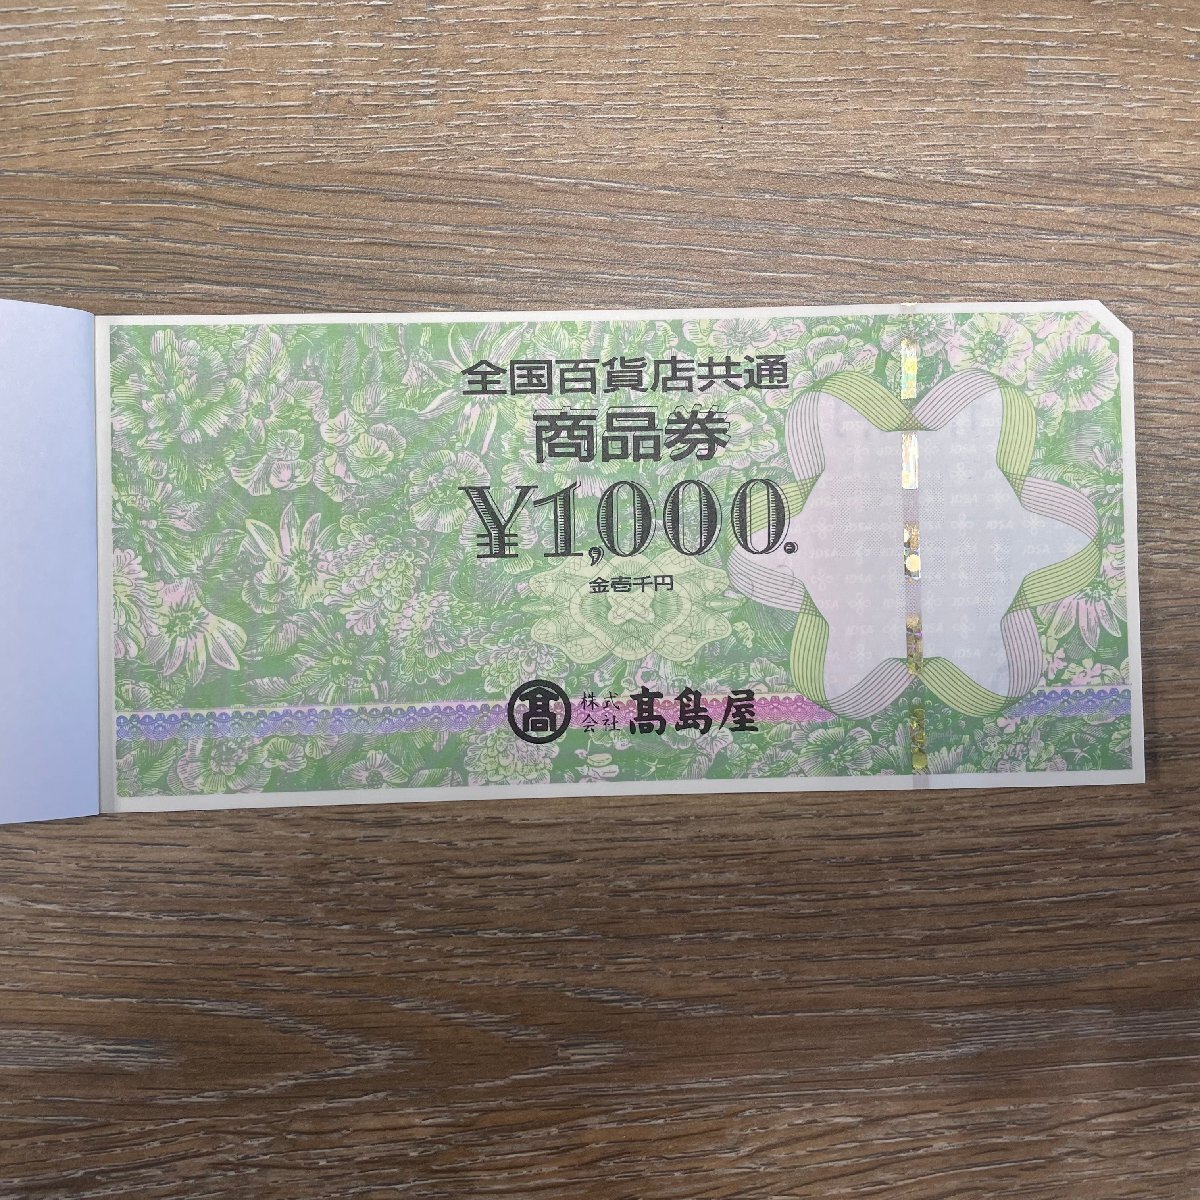 全国百貨店共通
商品券
¥1,000.
金壱千円
髙 株式会社 髙島屋